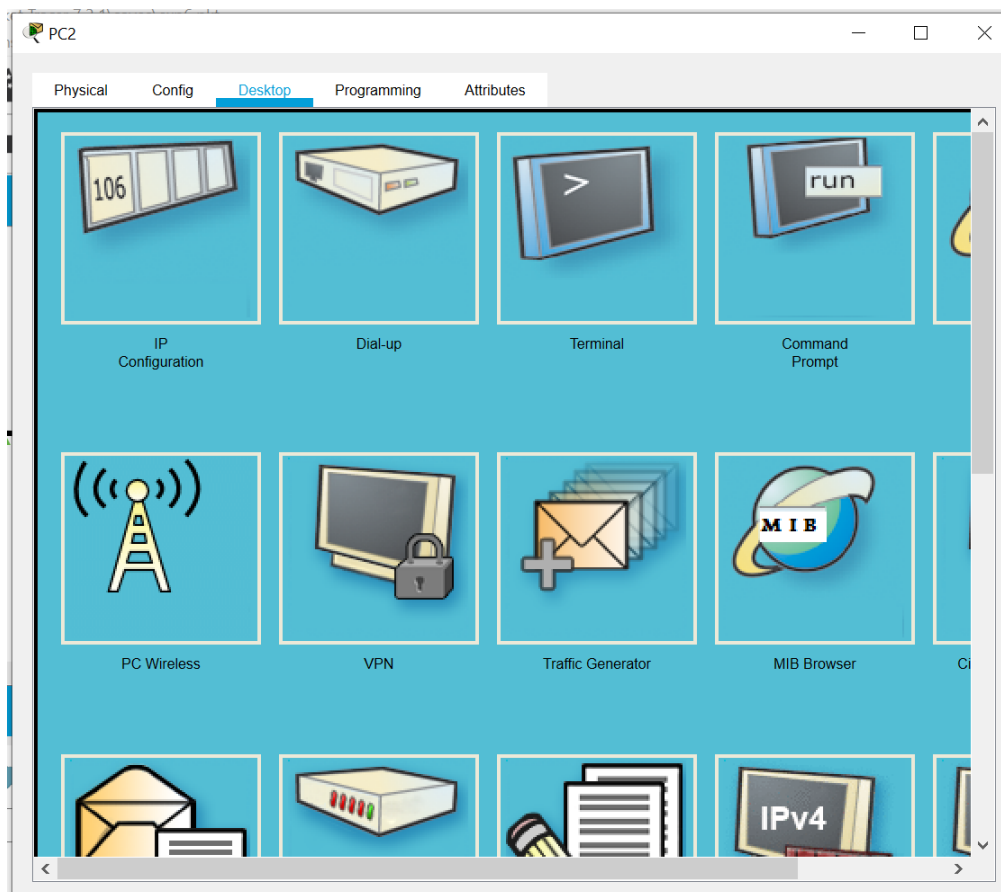 PC2
Physical Config Desktop Programming Attributes
106
>
run
IP
Configuration
Dial-up
Terminal
Command
Prompt
MIB
PC Wireless
VPN
Traffic Generator
MIB Browser
Ci
IPv4